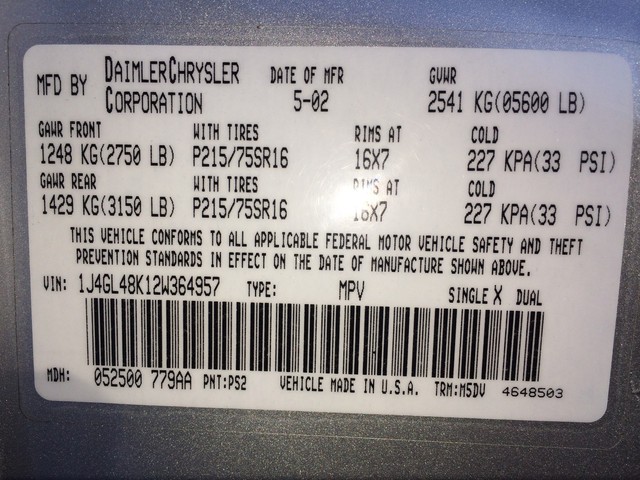 MFD BY DAIMLERCHRYSLER CORPORATION DATE OF MFR 5-02 GVWR 2541 KG(05600 LB)
GAWR FRONT WITH TIRES RIMS AT COLD
1248 KG(2750 LB) P215/75SR16 16X7 227 KPA(33 PSI)
GAWR REAR WITH TIRES RIMS AT COLD
1429 KG(3150 LB) P215/75SR16 16X7 227 KPA(33 PSI)
THIS VEHICLE CONFORMS TO ALL APPLICABLE FEDERAL MOTOR VEHICLE SAFETY AND THEFT
PREVENTION STANDARDS IN EFFECT ON THE DATE OF MANUFACTURE SHOWN ABOVE.
VIN: 1J4GL48K12W364957 TYPE: MPV SINGLE X DUAL
MDH: 052500 779AA PNT:PS2 VEHICLE MADE IN U.S.A. TRM:M5DV 4648503